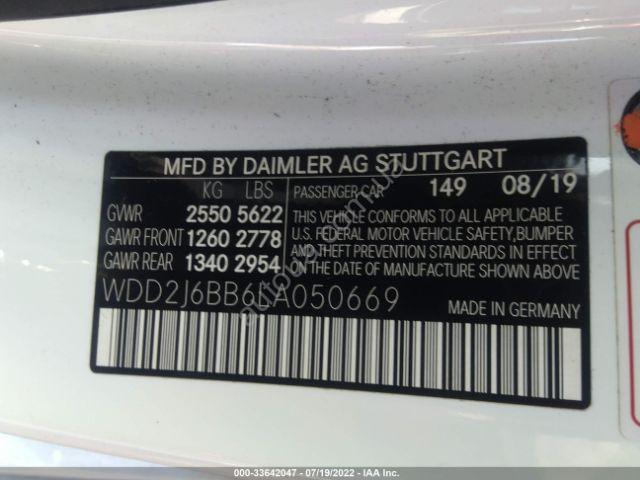 MFD BY DAIMLER AG STUTTGART
KG LBS
PASSENGER CAR 149 08/19
GVWR 2550 5622
GAWR FRONT 1260 2778
GAWR REAR 1340 2954
THIS VEHICLE CONFORMS TO ALL APPLICABLE
U.S. FEDERAL MOTOR VEHICLE SAFETY, BUMPER
AND THEFT PREVENTION STANDARDS IN EFFECT
ON THE DATE OF MANUFACTURE SHOWN ABOVE
MADE IN GERMANY
000-33642047 | 07/19/2022 | IAA, Inc.